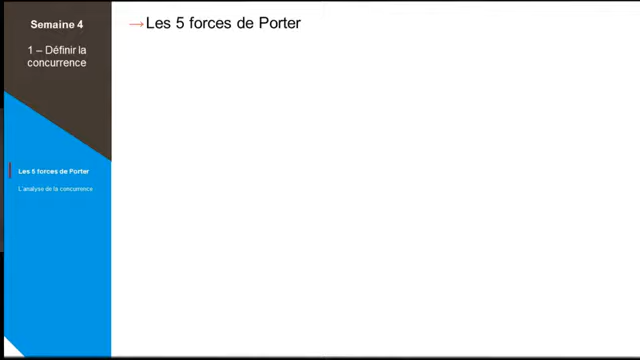 Semaine 4
1 – Définir la
concurrence
Les 5 forces de Porter
L'analyse de la concurrence
→Les 5 forces de Porter